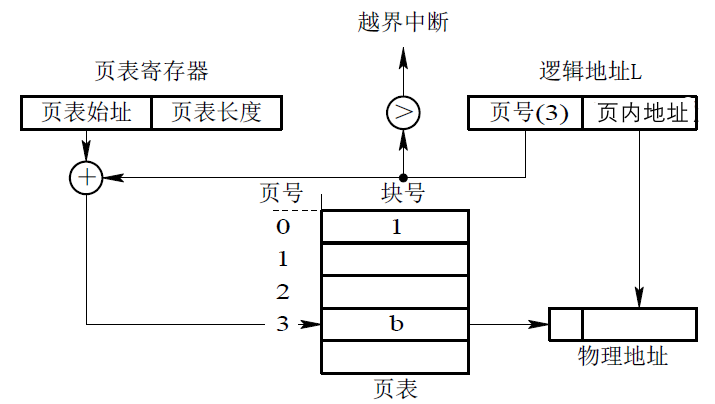 越界中断
页表寄存器
逻辑地址L
页表始址 页表长度
>
页号(3) 页内地址
+
页号 块号
0 1
1
2
3 b
物理地址
页表